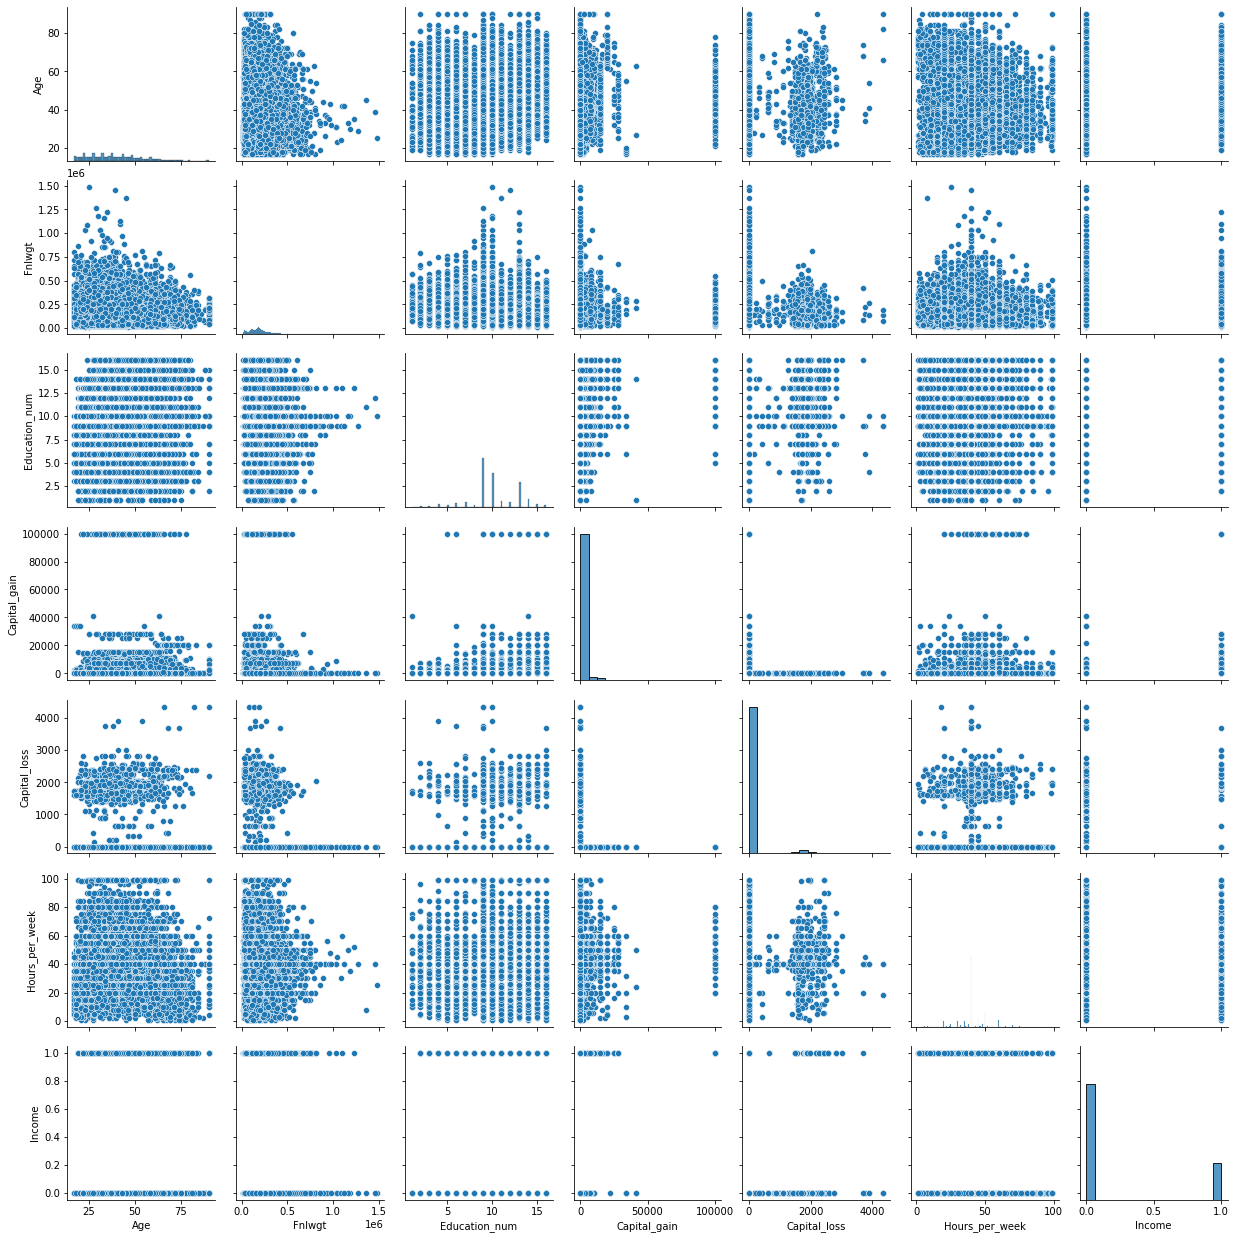 80
60
40
20
Age
1e6
1.50
1.25
1.00
0.75
0.50
0.25
0.00
Fnlwgt
15.0
12.5
10.0
7.5
5.0
2.5
Education_num
100000
80000
60000
40000
20000
0
Capital_gain
4000
3000
2000
1000
0
Capital_loss
100
80
60
40
20
0
Hours_per_week
1.0
0.8
0.6
0.4
0.2
0.0
Income
25 75
Age
0.0 0.5 1.0 1.5
1e6
Fnlwgt
5 10 15
Education_num
0 50000 100000
Capital_gain
0 2000 4000
Capital_loss
0 50 100
Hours_per_week
0.0 0.5 1.0
Income